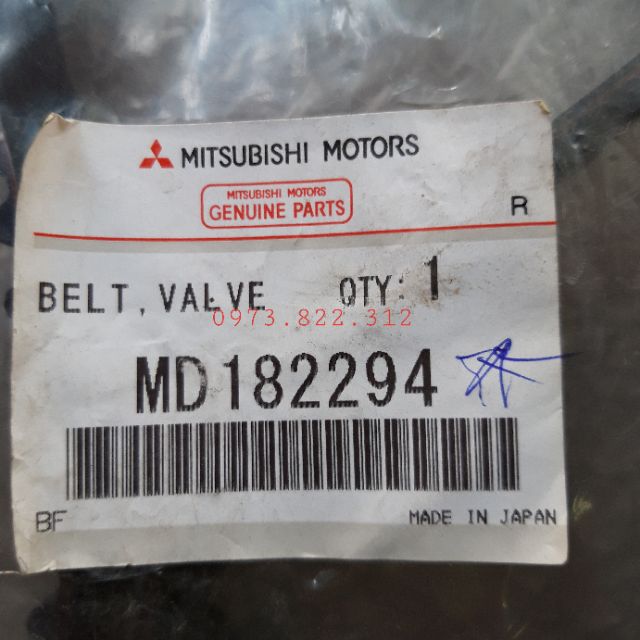 MITSUBISHI MOTORS
MITSUBISHI MOTORS
GENUINE PARTS
R
BELT, VALVE QTY: 1
0973.822.312
MD182294
BF MADE IN JAPAN